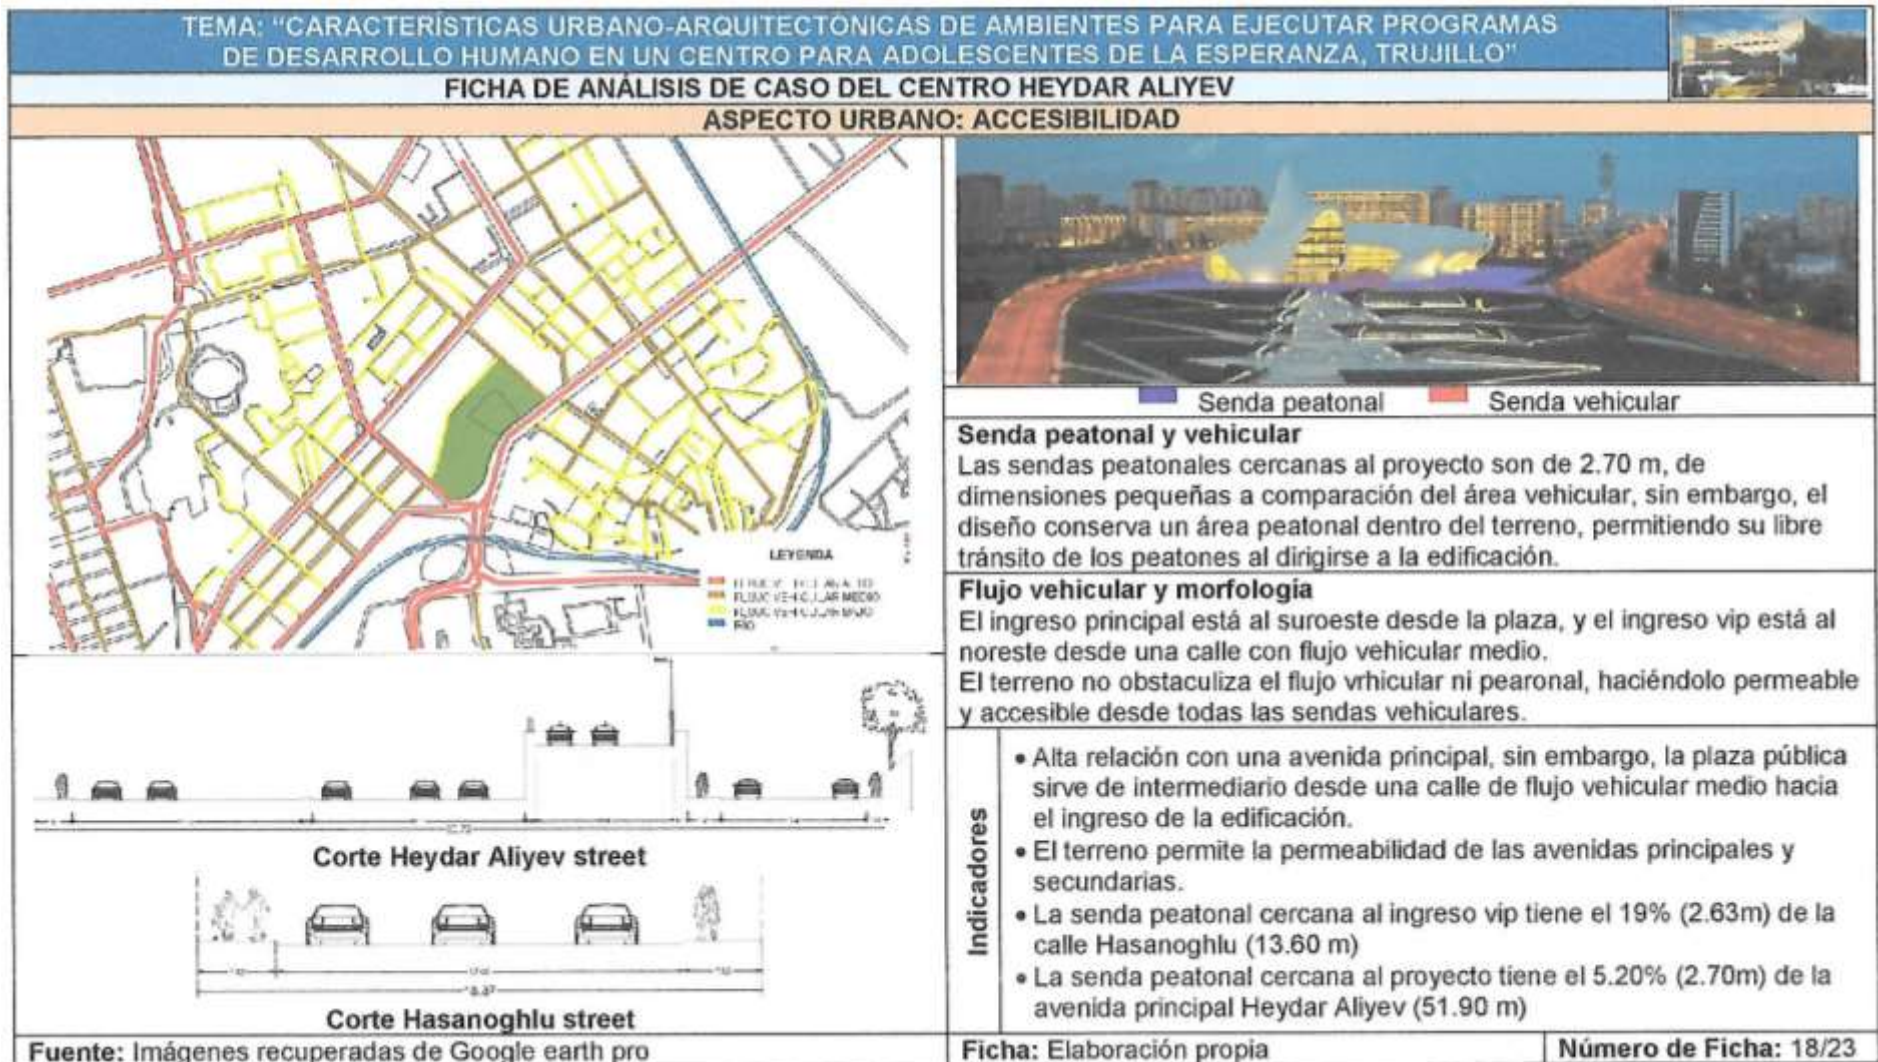 TEMA: “CARACTERÍSTICAS URBANO-ARQUITECTÓNICAS DE AMBIENTES PARA EJECUTAR PROGRAMAS
DE DESARROLLO HUMANO EN UN CENTRO PARA ADOLESCENTES DE LA ESPERANZA, TRUJILLO”
FICHA DE ANÁLISIS DE CASO DEL CENTRO HEYDAR ALIYEV
ASPECTO URBANO: ACCESIBILIDAD
LEYENDA
FLUJO VEHICULAR MEDIO
FLUJO VEHICULAR BAJO
RÍO
Corte Heydar Aliyev street
Corte Hasanoghlu street
Senda peatonal
Senda vehicular
Senda peatonal y vehicular
Las sendas peatonales cercanas al proyecto son de 2.70 m, de
dimensiones pequeñas a comparación del área vehicular, sin embargo, el
diseño conserva un área peatonal dentro del terreno, permitiendo su libre
tránsito de los peatones al dirigirse a la edificación.
Flujo vehicular y morfología
El ingreso principal está al suroeste desde la plaza, y el ingreso vip está al
noreste desde una calle con flujo vehicular medio.
El terreno no obstaculiza el flujo vrhicular ni pearonal, haciéndolo permeable
y accesible desde todas las sendas vehiculares.
Indicadores
• Alta relación con una avenida principal, sin embargo, la plaza pública
sirve de intermediario desde una calle de flujo vehicular medio hacia
el ingreso de la edificación.
• El terreno permite la permeabilidad de las avenidas principales y
secundarias.
• La senda peatonal cercana al ingreso vip tiene el 19% (2.63m) de la
calle Hasanoghlu (13.60 m)
• La senda peatonal cercana al proyecto tiene el 5.20% (2.70m) de la
avenida principal Heydar Aliyev (51.90 m)
Fuente: Imágenes recuperadas de Google earth pro
Ficha: Elaboración propia
Número de Ficha: 18/23